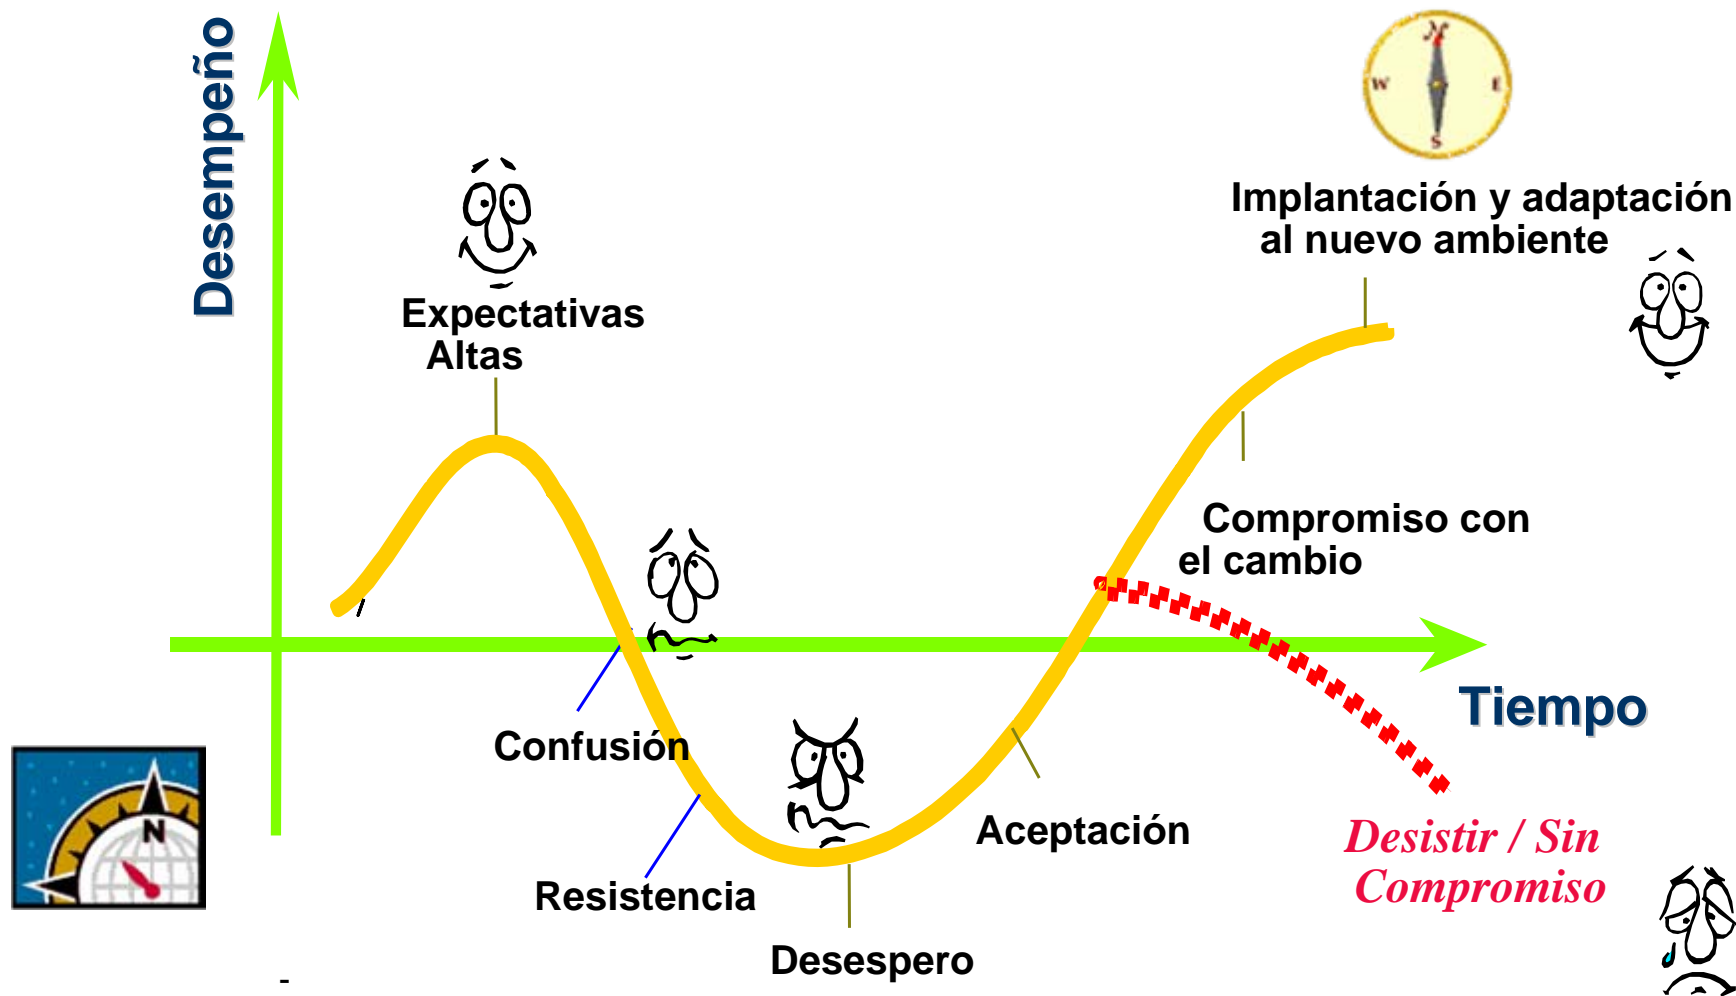 Desempeño
N
W
E
S
Implantación y adaptación
al nuevo ambiente
Expectativas
Altas
Compromiso con
el cambio
Tiempo
Confusión
N
Aceptación
Desistir / Sin
Compromiso
Resistencia
Desespero